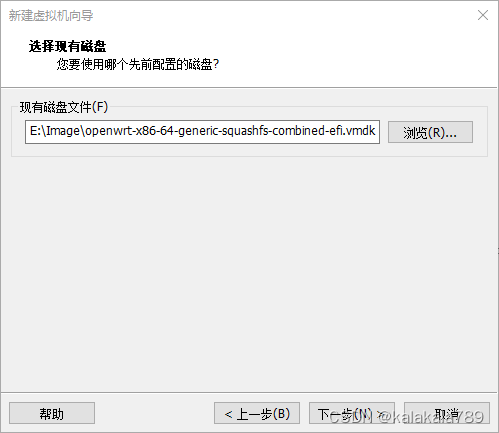 新建虚拟机向导
选择现有磁盘
您要使用哪个先前配置的磁盘?
现有磁盘文件(F)
E:\Image\openwrt-x86-64-generic-squashfs-combined-efi.vmdk
浏览(R)...
帮助
< 上一步(B)
下一步(N) >
取消
CSDN @kalakala789